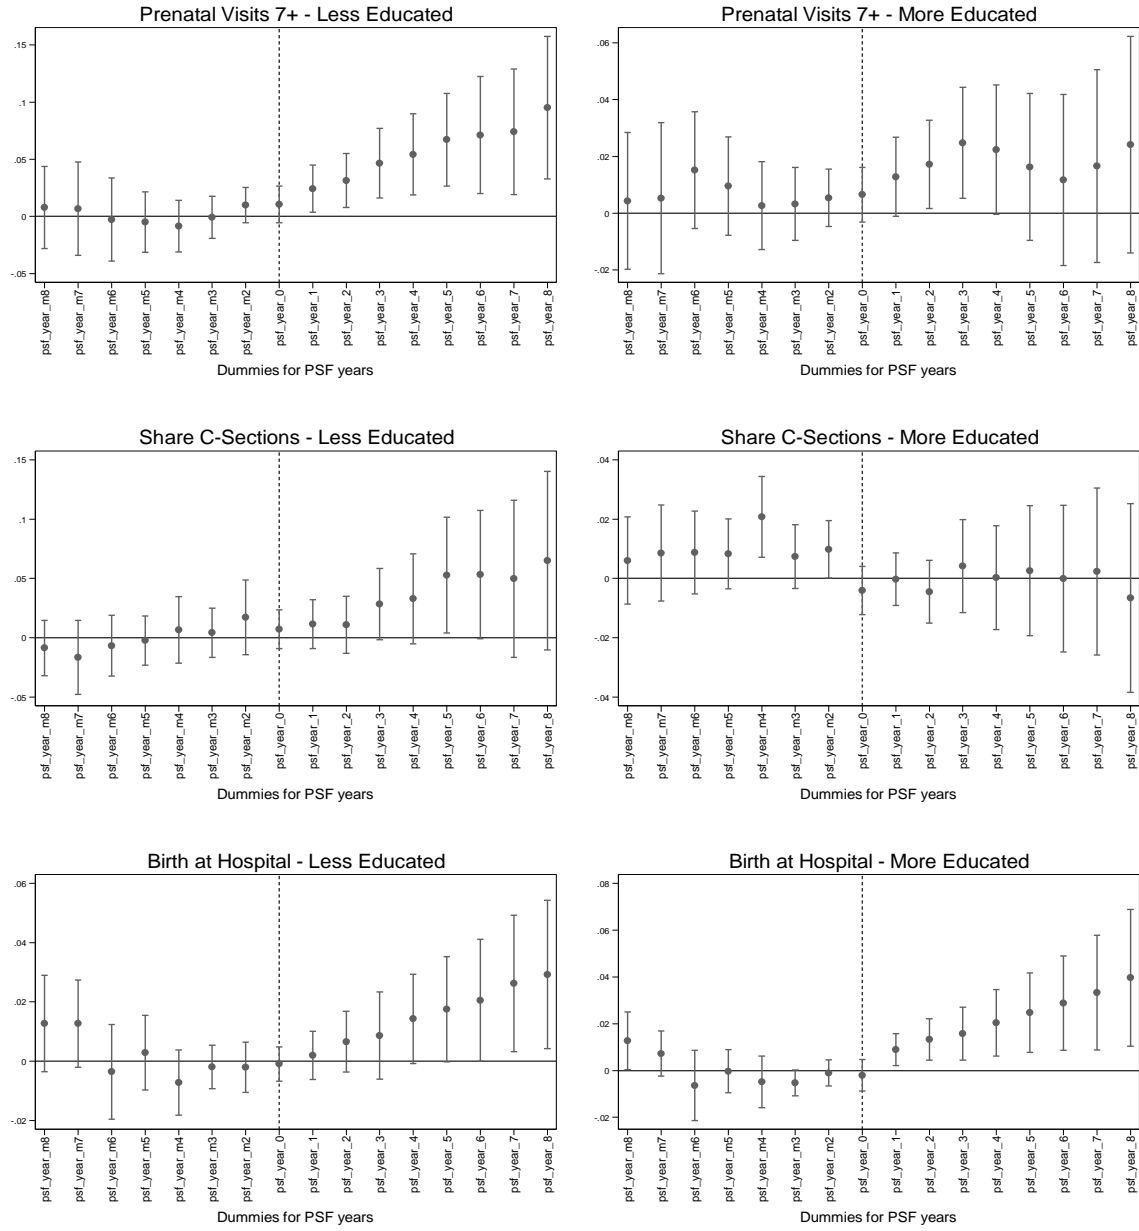 Prenatal Visits 7+ - Less Educated
.15
.1
.05
0
-.05
psf_year_m8
psf_year_m7
psf_year_m6
psf_year_m5
psf_year_m4
psf_year_m3
psf_year_m2
psf_year_0
psf_year_1
psf_year_2
psf_year_3
psf_year_4
psf_year_5
psf_year_6
psf_year_7
psf_year_8
Dummies for PSF years
Prenatal Visits 7+ - More Educated
.06
.04
.02
0
-.02
psf_year_m8
psf_year_m7
psf_year_m6
psf_year_m5
psf_year_m4
psf_year_m3
psf_year_m2
psf_year_0
psf_year_1
psf_year_2
psf_year_3
psf_year_4
psf_year_5
psf_year_6
psf_year_7
psf_year_8
Dummies for PSF years
Share C-Sections - Less Educated
.15
.1
.05
0
-.05
psf_year_m8
psf_year_m7
psf_year_m6
psf_year_m5
psf_year_m4
psf_year_m3
psf_year_m2
psf_year_0
psf_year_1
psf_year_2
psf_year_3
psf_year_4
psf_year_5
psf_year_6
psf_year_7
psf_year_8
Dummies for PSF years
Share C-Sections - More Educated
.04
.02
0
-.02
-.04
psf_year_m8
psf_year_m7
psf_year_m6
psf_year_m5
psf_year_m4
psf_year_m3
psf_year_m2
psf_year_0
psf_year_1
psf_year_2
psf_year_3
psf_year_4
psf_year_5
psf_year_6
psf_year_7
psf_year_8
Dummies for PSF years
Birth at Hospital - Less Educated
.06
.04
.02
0
-.02
psf_year_m8
psf_year_m7
psf_year_m6
psf_year_m5
psf_year_m4
psf_year_m3
psf_year_m2
psf_year_0
psf_year_1
psf_year_2
psf_year_3
psf_year_4
psf_year_5
psf_year_6
psf_year_7
psf_year_8
Dummies for PSF years
Birth at Hospital - More Educated
.08
.06
.04
.02
0
-.02
psf_year_m8
psf_year_m7
psf_year_m6
psf_year_m5
psf_year_m4
psf_year_m3
psf_year_m2
psf_year_0
psf_year_1
psf_year_2
psf_year_3
psf_year_4
psf_year_5
psf_year_6
psf_year_7
psf_year_8
Dummies for PSF years